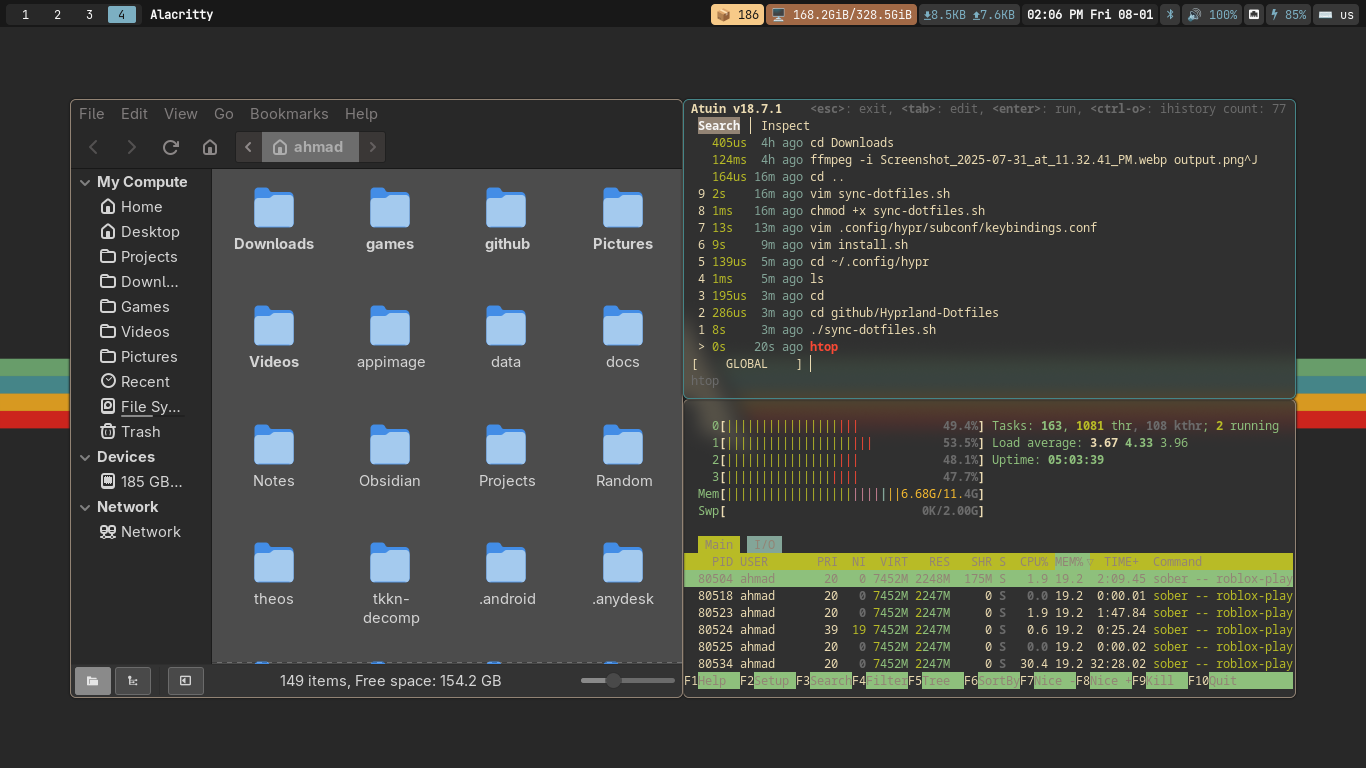 1 2 3 4 Alacritty 186 168.2GiB/328.5GiB 8.5KB 7.6KB 02:06 PM Fri 08-01 100% 85% us
File Edit View Go Bookmarks Help
ahmad
My Compute
Home
Desktop
Projects
Downl...
Games
Videos
Pictures
Recent
File Sy...
Trash
Devices
185 GB...
Network
Network
Downloads games github Pictures
Videos appimage data docs
Notes Obsidian Projects Random
theos tkkn-decomp .android .anydesk
149 items, Free space: 154.2 GB
Atuin v18.7.1 <esc>: exit, <tab>: edit, <enter>: run, <ctrl-o>: ihistory count: 77
Search │ Inspect
405us 4h ago cd Downloads
124ms 4h ago ffmpeg -i Screenshot_2025-07-31_at_11.32.41_PM.webp output.png^J
164us 16m ago cd ..
9 2s 16m ago vim sync-dotfiles.sh
8 1ms 16m ago chmod +x sync-dotfiles.sh
7 13s 13m ago vim .config/hypr/subconf/keybindings.conf
6 9s 9m ago vim install.sh
5 139us 5m ago cd ~/.config/hypr
4 1ms 5m ago ls
3 195us 3m ago cd
2 286us 3m ago cd github/Hyprland-Dotfiles
1 8s 3m ago ./sync-dotfiles.sh
> 0s 20s ago htop
[ GLOBAL ]
htop
0[||||||||||||||||||| 49.4%] Tasks: 163, 1081 thr, 108 kthr; 2 running
1[||||||||||||||||||||| 53.5%] Load average: 3.67 4.33 3.96
2[||||||||||||||||||| 48.1%] Uptime: 05:03:39
3[||||||||||||||||||| 47.7%]
Mem[|||||||||||||||||||||||||6.68G/11.4G]
Swp[ 0K/2.00G]
Main I/O
PID USER PRI NI VIRT RES SHR S CPU% MEM%▽ TIME+ Command
80504 ahmad 20 0 7452M 2248M 175M S 1.9 19.2 2:09.45 sober -- roblox-play
80518 ahmad 20 0 7452M 2247M 0 S 0.0 19.2 0:00.01 sober -- roblox-play
80523 ahmad 20 0 7452M 2247M 0 S 1.9 19.2 1:47.84 sober -- roblox-play
80524 ahmad 39 19 7452M 2247M 0 S 0.6 19.2 0:25.24 sober -- roblox-play
80525 ahmad 20 0 7452M 2247M 0 S 0.0 19.2 0:00.02 sober -- roblox-play
80534 ahmad 20 0 7452M 2247M 0 S 30.4 19.2 32:28.02 sober -- roblox-play
F1Help F2Setup F3SearchF4FilterF5Tree F6SortByF7Nice -F8Nice +F9Kill F10Quit